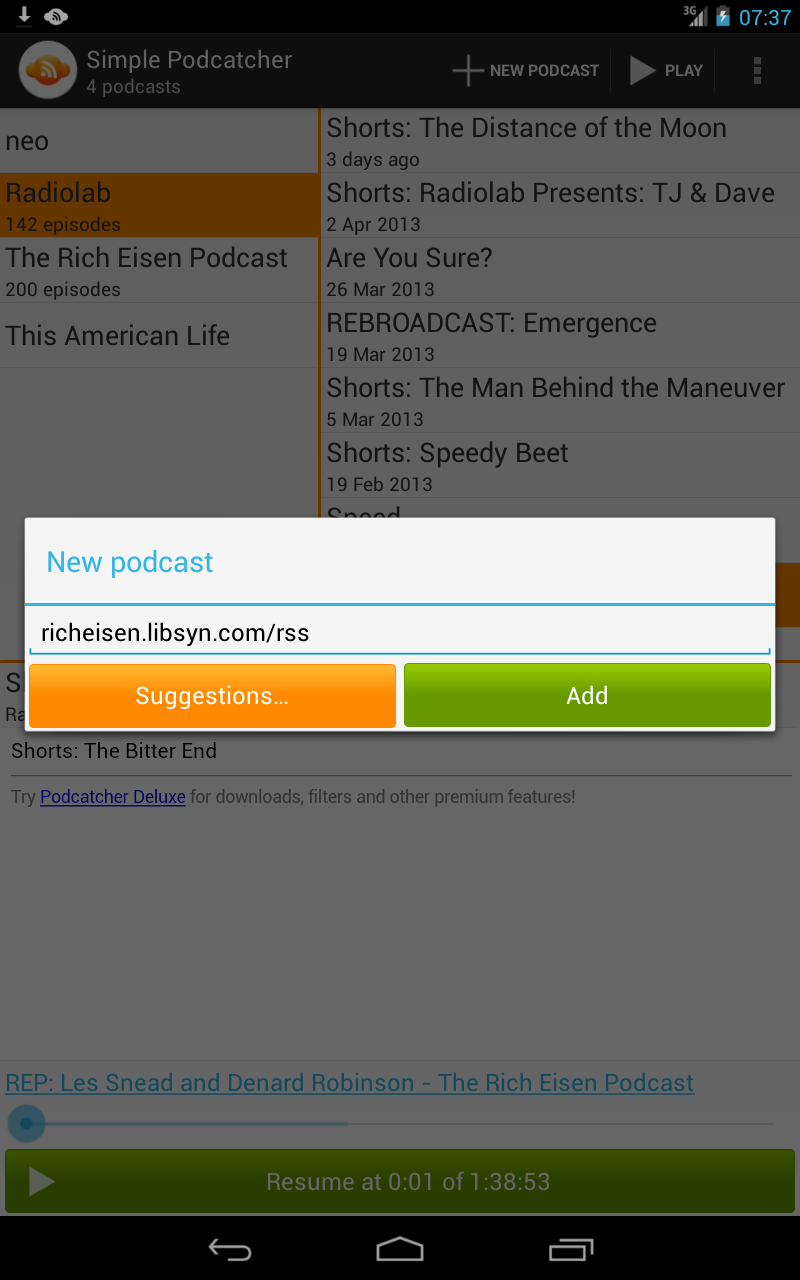 3G 07:37
Simple Podcatcher
4 podcasts
NEW PODCAST
PLAY
neo
Radiolab
142 episodes
The Rich Eisen Podcast
200 episodes
This American Life
Shorts: The Distance of the Moon
3 days ago
Shorts: Radiolab Presents: TJ & Dave
2 Apr 2013
Are You Sure?
26 Mar 2013
REBROADCAST: Emergence
19 Mar 2013
Shorts: The Man Behind the Maneuver
5 Mar 2013
Shorts: Speedy Beet
19 Feb 2013
Speed
New podcast
richeisen.libsyn.com/rss
Suggestions…
Add
Shorts: The Bitter End
Try Podcatcher Deluxe for downloads, filters and other premium features!
REP: Les Snead and Denard Robinson - The Rich Eisen Podcast
Resume at 0:01 of 1:38:53